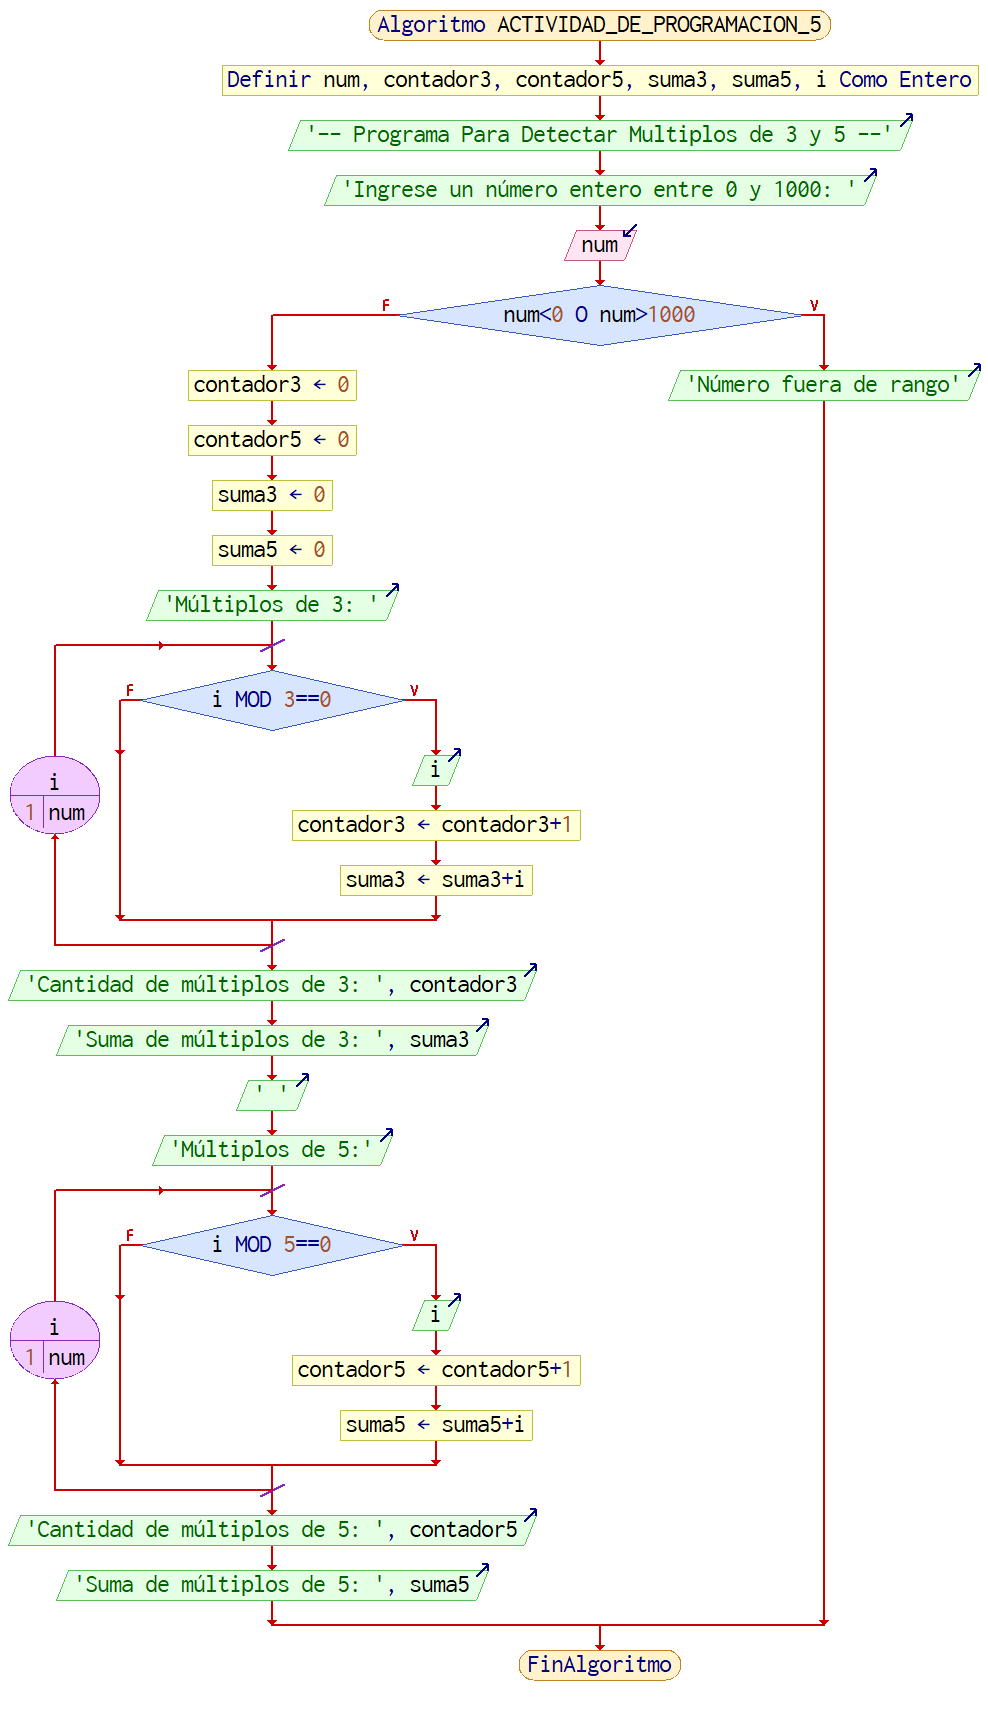 Algoritmo ACTIVIDAD_DE_PROGRAMACION_5
Definir num, contador3, contador5, suma3, suma5, i Como Entero
'-- Programa Para Detectar Multiplos de 3 y 5 --'
'Ingrese un número entero entre 0 y 1000: '
num
num<0 O num>1000
F
V
'Número fuera de rango'
contador3 ← 0
contador5 ← 0
suma3 ← 0
suma5 ← 0
'Múltiplos de 3: '
i MOD 3==0
F
V
i
1 num
i
contador3 ← contador3+1
suma3 ← suma3+i
'Cantidad de múltiplos de 3: ', contador3
'Suma de múltiplos de 3: ', suma3
' '
'Múltiplos de 5:'
i MOD 5==0
F
V
i
1 num
i
contador5 ← contador5+1
suma5 ← suma5+i
'Cantidad de múltiplos de 5: ', contador5
'Suma de múltiplos de 5: ', suma5
FinAlgoritmo